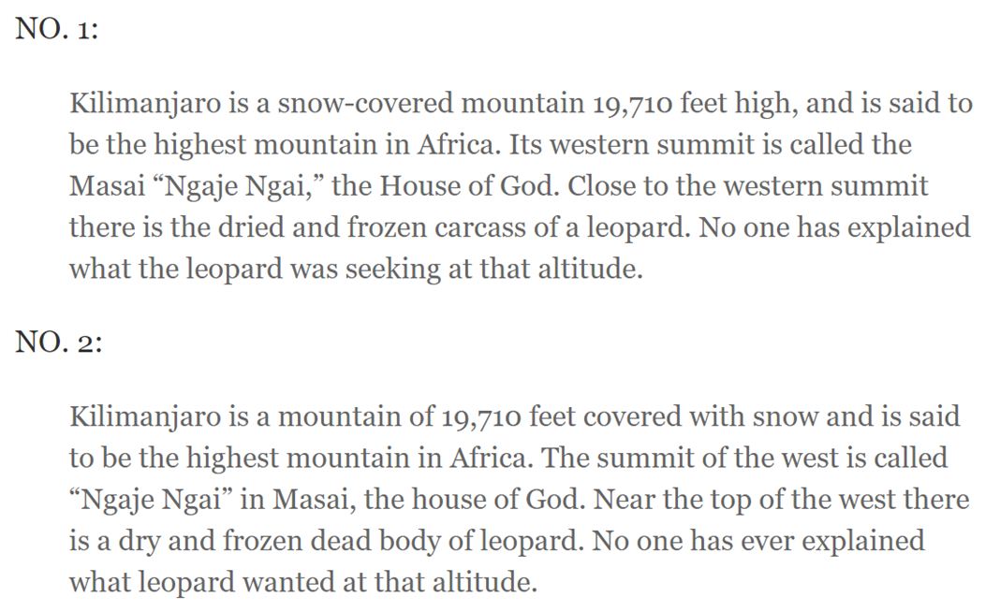 NO. 1:
Kilimanjaro is a snow-covered mountain 19,710 feet high, and is said to
be the highest mountain in Africa. Its western summit is called the
Masai “Ngaje Ngai,” the House of God. Close to the western summit
there is the dried and frozen carcass of a leopard. No one has explained
what the leopard was seeking at that altitude.
NO. 2:
Kilimanjaro is a mountain of 19,710 feet covered with snow and is said
to be the highest mountain in Africa. The summit of the west is called
“Ngaje Ngai” in Masai, the house of God. Near the top of the west there
is a dry and frozen dead body of leopard. No one has ever explained
what leopard wanted at that altitude.